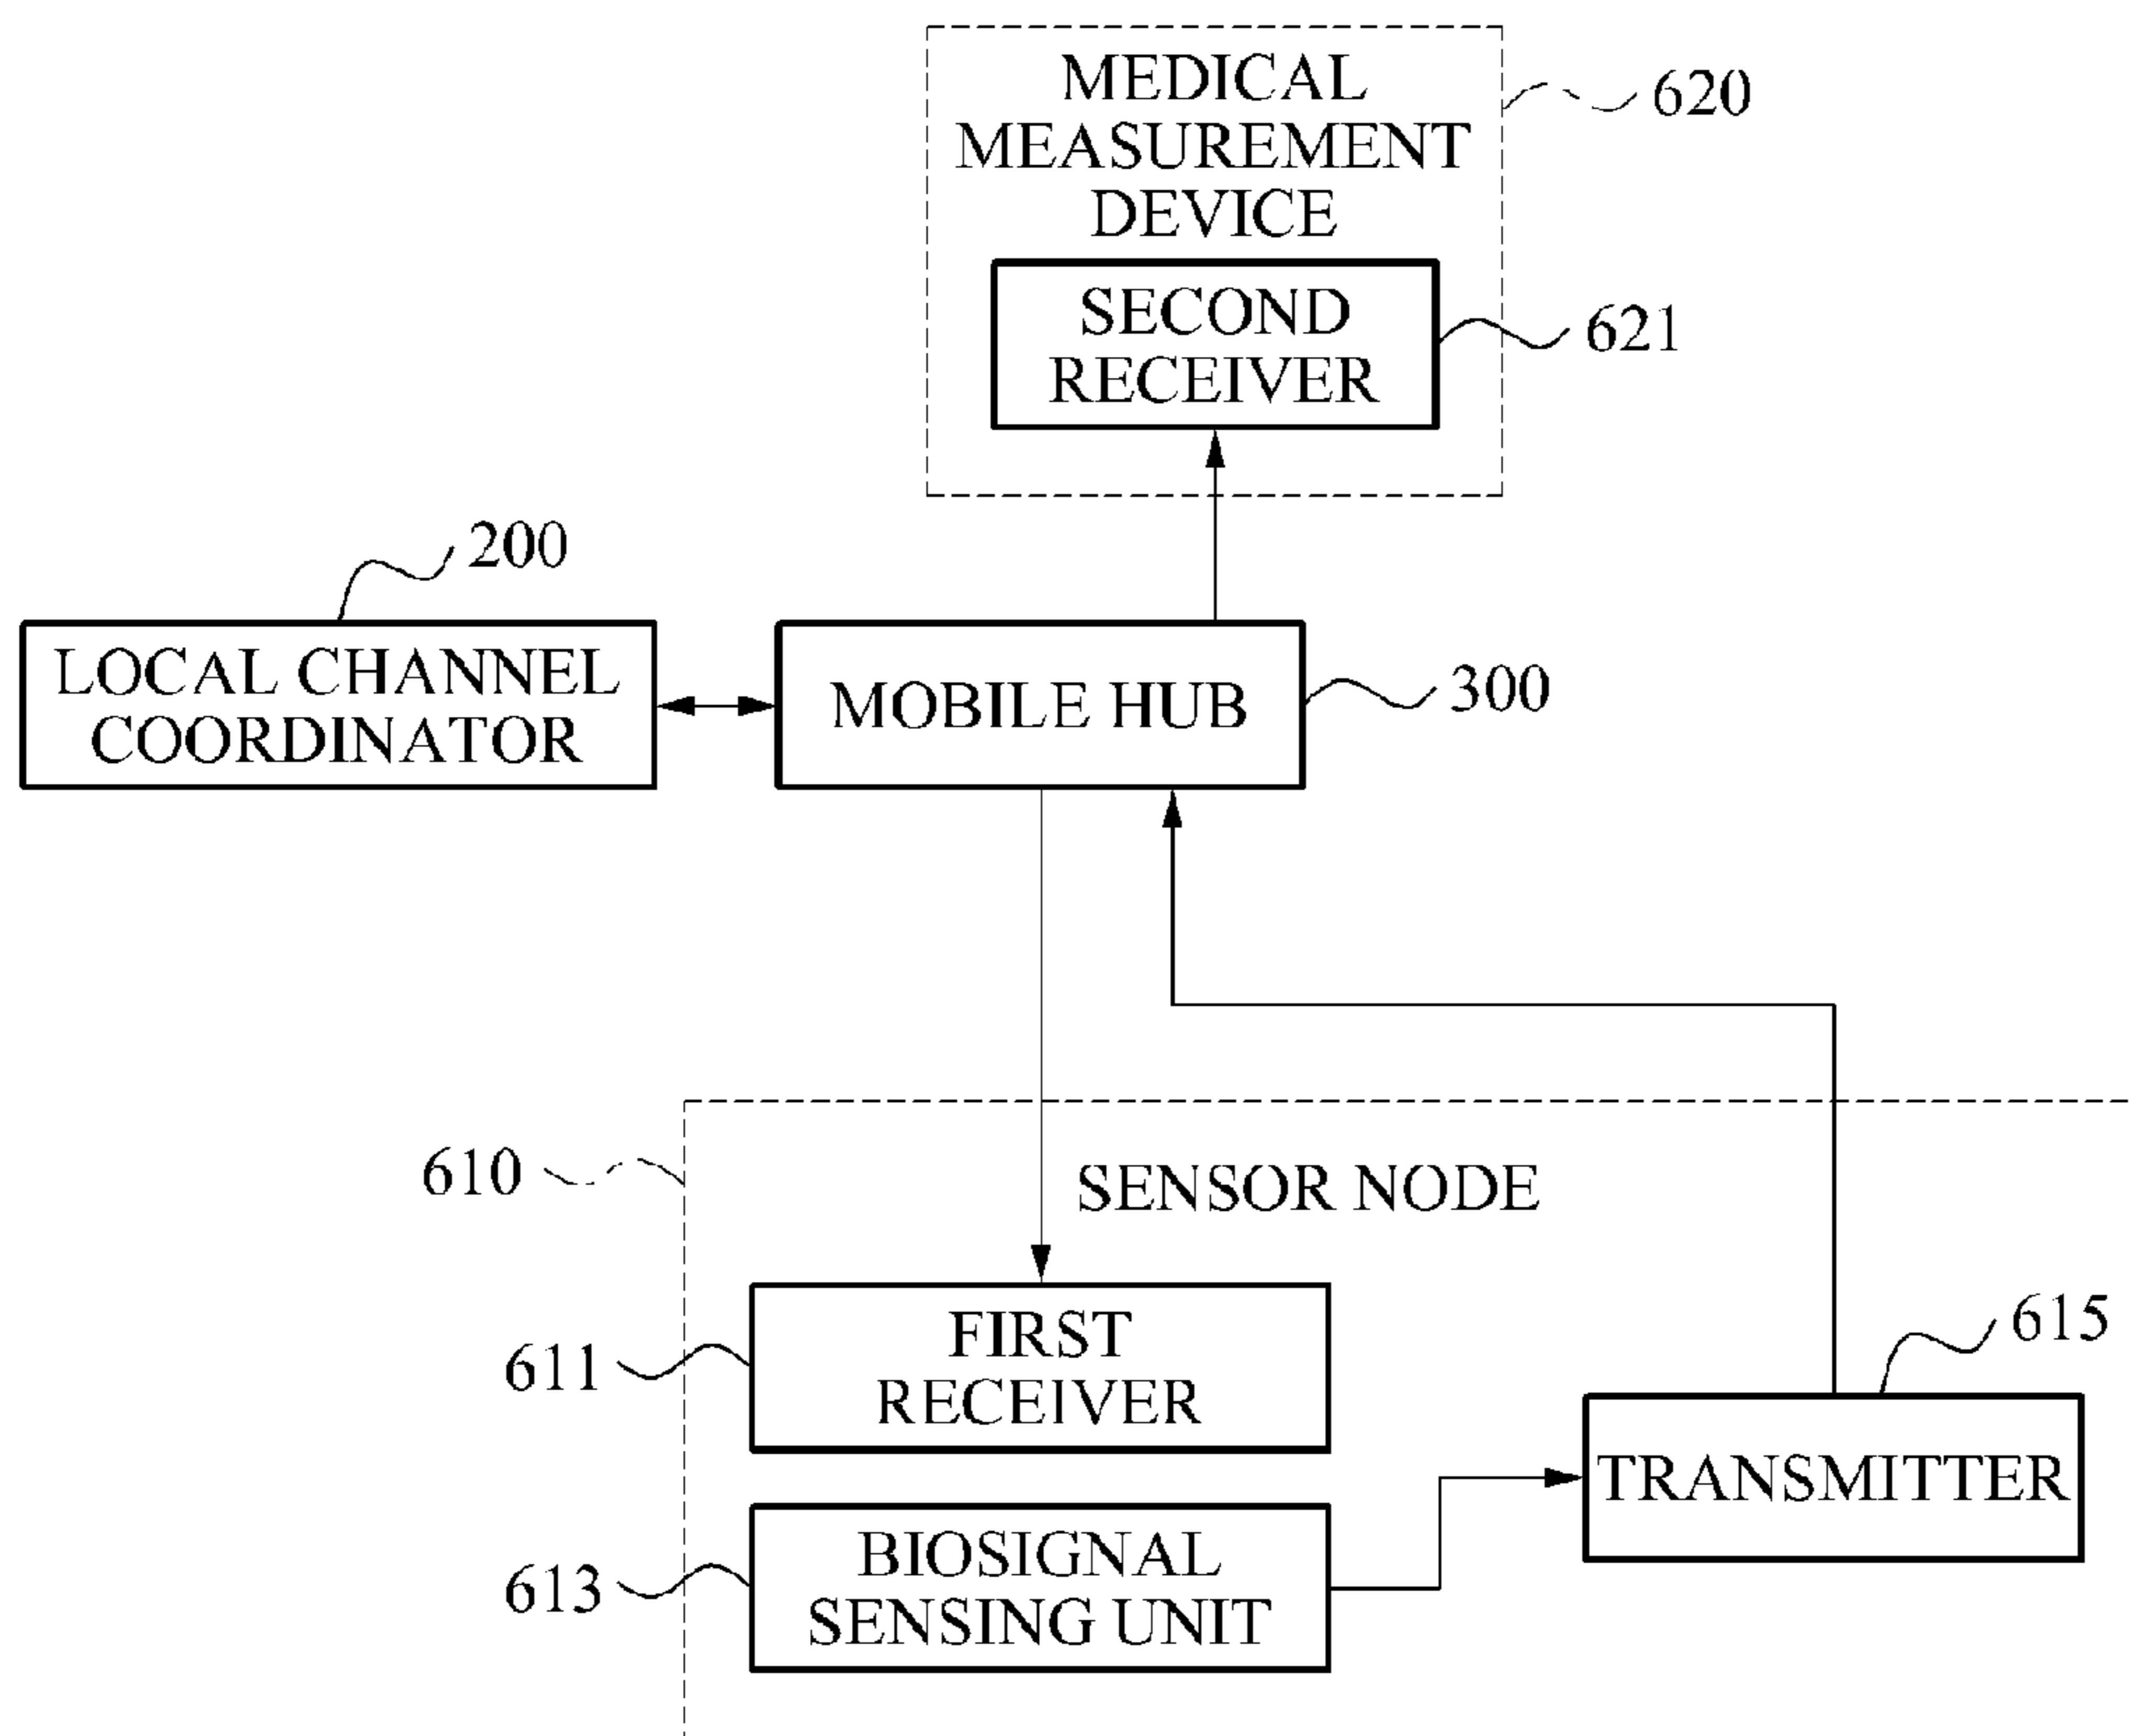 MEDICAL
MEASUREMENT
DEVICE
620
SECOND
RECEIVER
621
200
LOCAL CHANNEL
COORDINATOR
MOBILE HUB
300
610
SENSOR NODE
FIRST
RECEIVER
611
615
TRANSMITTER
BIOSIGNAL
SENSING UNIT
613